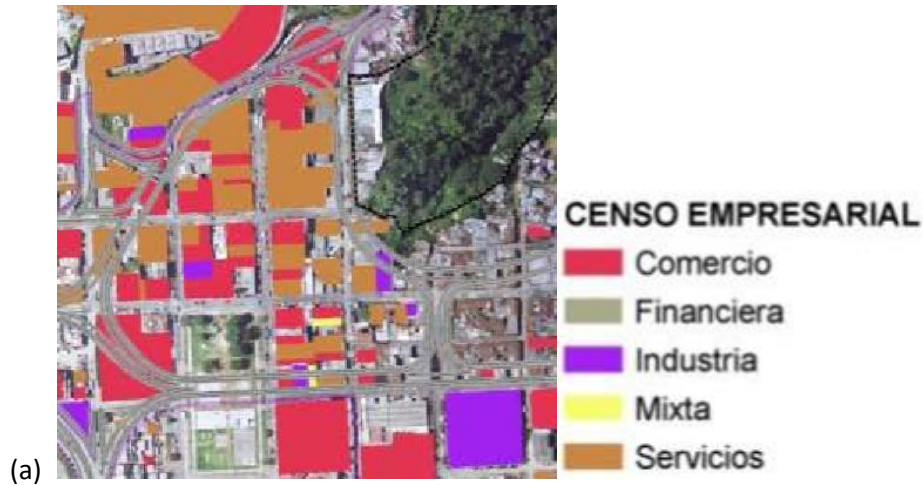 CENSO EMPRESARIAL
Comercio
Financiera
Industria
Mixta
Servicios
(a)